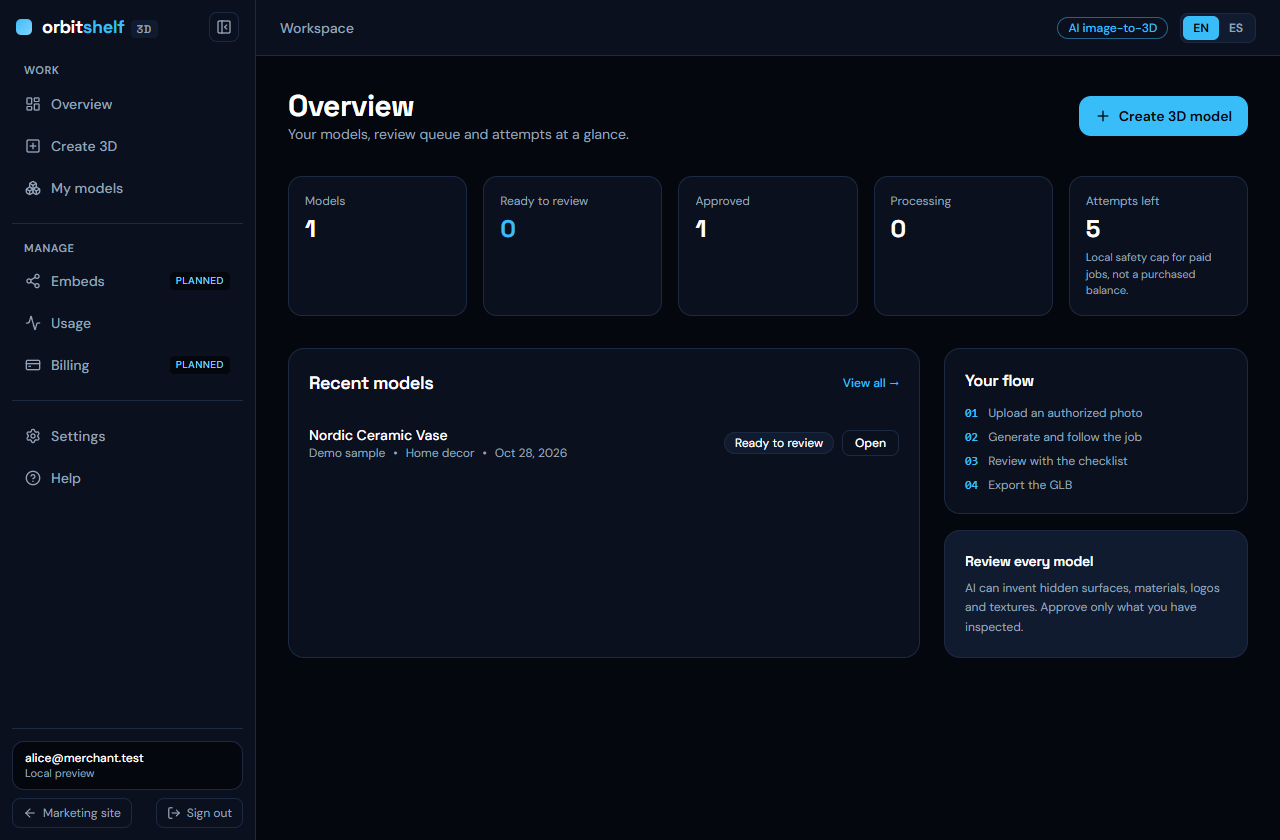 orbitshelf 3D
WORK
Overview
Create 3D
My models
MANAGE
Embeds PLANNED
Usage
Billing PLANNED
Settings
Help
alice@merchant.test
Local preview
Marketing site
Sign out
Workspace
AI image-to-3D
EN ES
Overview
Your models, review queue and attempts at a glance.
+ Create 3D model
Models
1
Ready to review
0
Approved
1
Processing
0
Attempts left
5
Local safety cap for paid
jobs, not a purchased
balance.
Recent models
View all →
Nordic Ceramic Vase
Demo sample • Home decor • Oct 28, 2026
Ready to review
Open
Your flow
01 Upload an authorized photo
02 Generate and follow the job
03 Review with the checklist
04 Export the GLB
Review every model
AI can invent hidden surfaces, materials, logos
and textures. Approve only what you have
inspected.